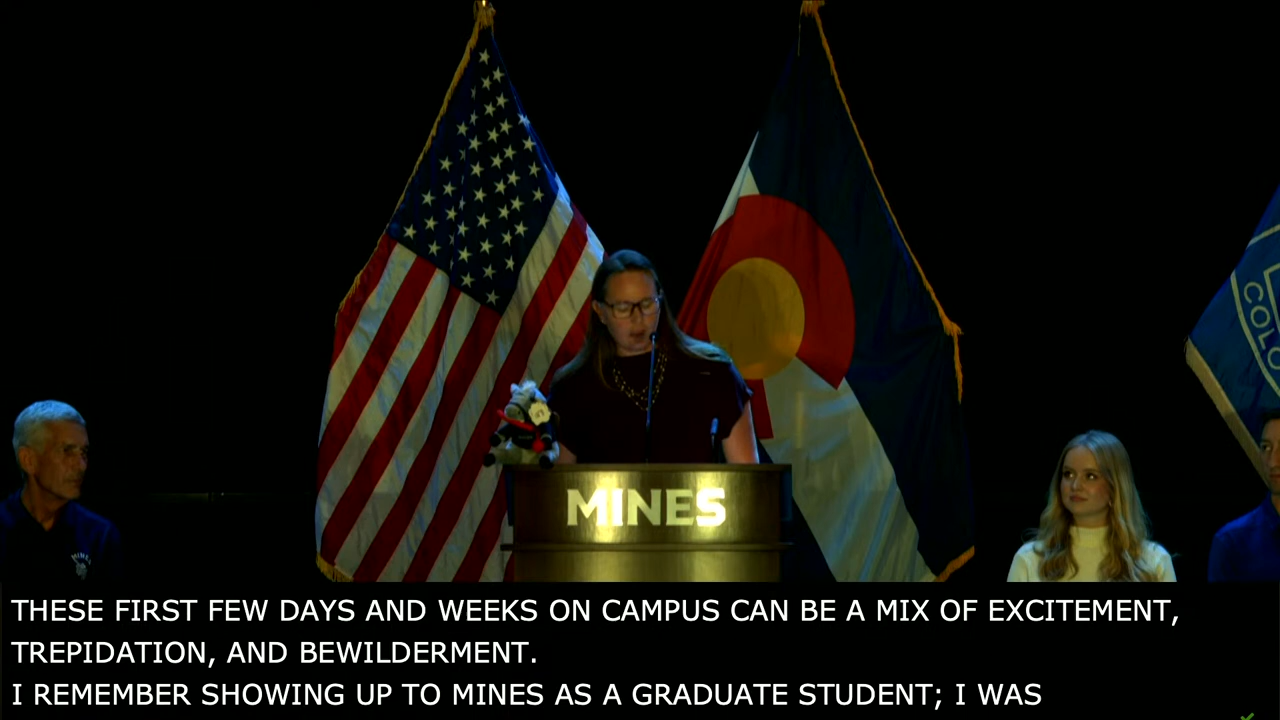 MINES
THESE FIRST FEW DAYS AND WEEKS ON CAMPUS CAN BE A MIX OF EXCITEMENT,
TREPIDATION, AND BEWILDERMENT.
I REMEMBER SHOWING UP TO MINES AS A GRADUATE STUDENT; I WAS